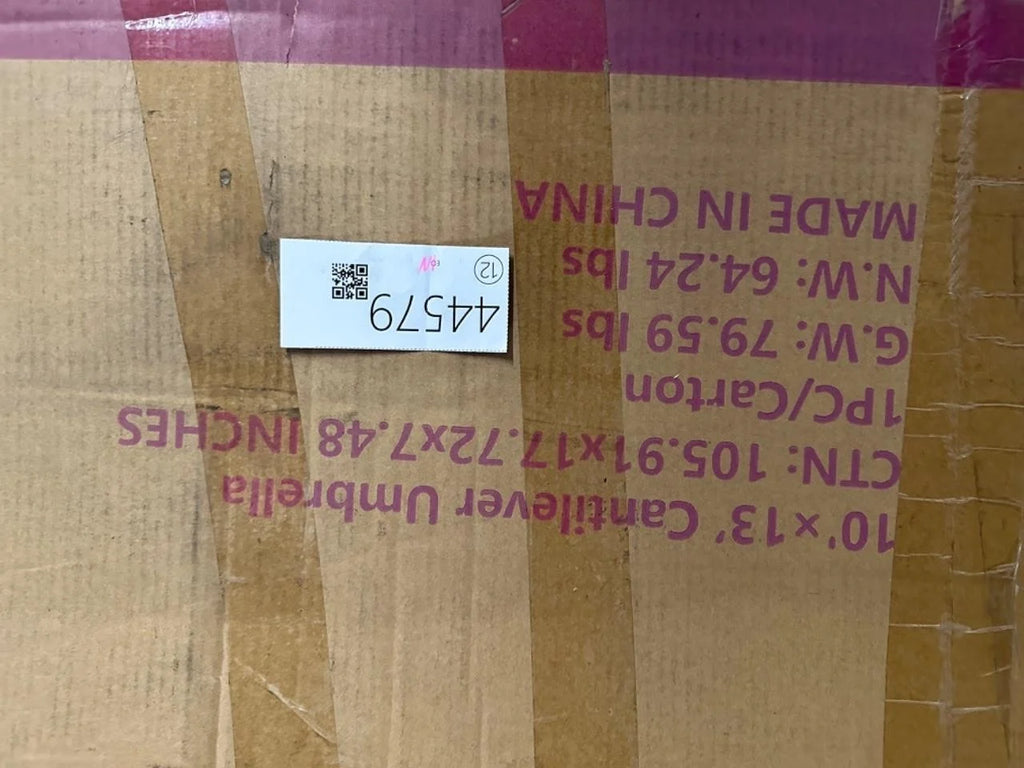 10'×13' Cantilever Umbrella
CTN: 105.91x17.72x7.48 INCHES
1PC/Carton
G.W: 79.59 lbs
N.W: 64.24 lbs
MADE IN CHINA
44579
12